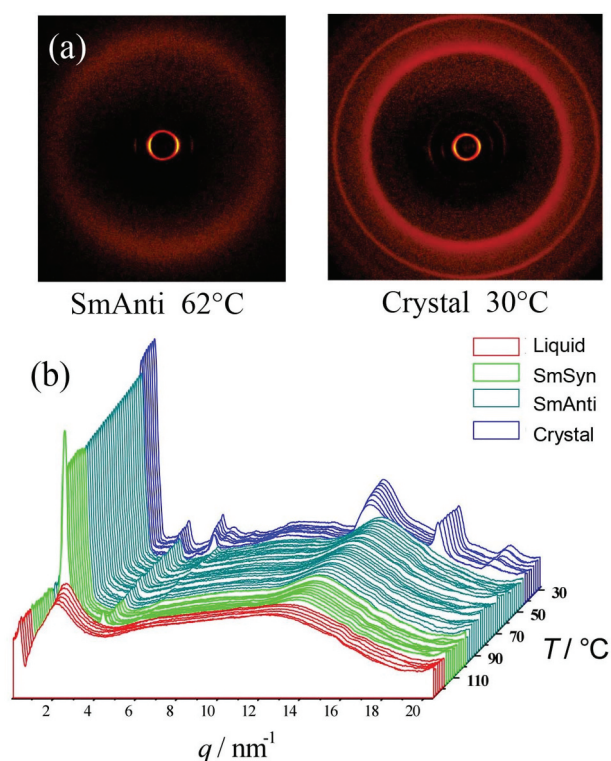 (a)
SmAnti 62°C
Crystal 30°C
(b)
Liquid
SmSyn
SmAnti
Crystal
30
50
70
90
110
T / °C
2 4 6 8 10 12 14 16 18 20
q / nm⁻¹